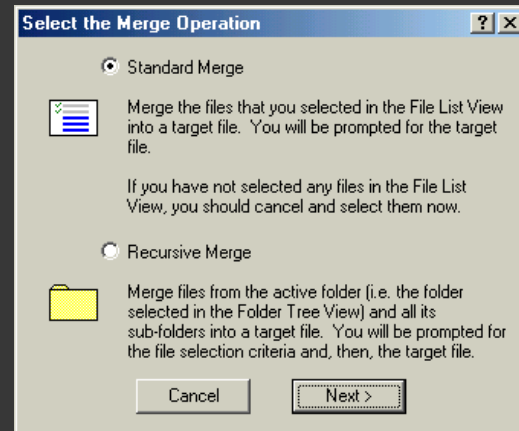 Select the Merge Operation
Standard Merge
Merge the files that you selected in the File List View
into a target file. You will be prompted for the target
file.
If you have not selected any files in the File List
View, you should cancel and select them now.
Recursive Merge
Merge files from the active folder (i.e. the folder
selected in the Folder Tree View) and all its
sub-folders into a target file. You will be prompted for
the file selection criteria and, then, the target file.
Cancel
Next >